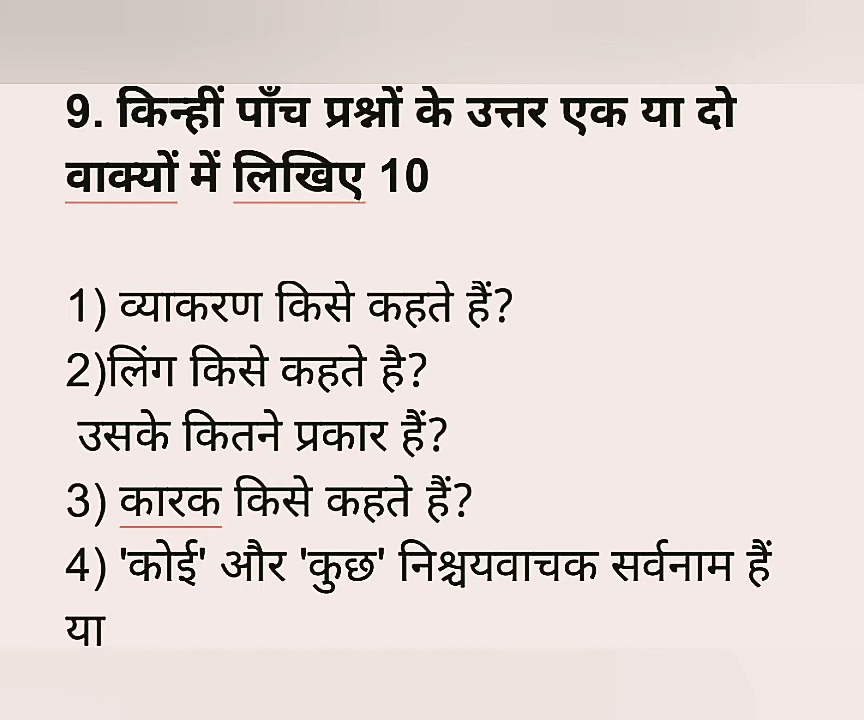 9. किन्हीं पाँच प्रश्नों के उत्तर एक या दो
वाक्यों में लिखिए 10
1) व्याकरण किसे कहते हैं?
2)लिंग किसे कहते है?
उसके कितने प्रकार हैं?
3) कारक किसे कहते हैं?
4) 'कोई' और 'कुछ' निश्चयवाचक सर्वनाम हैं
या